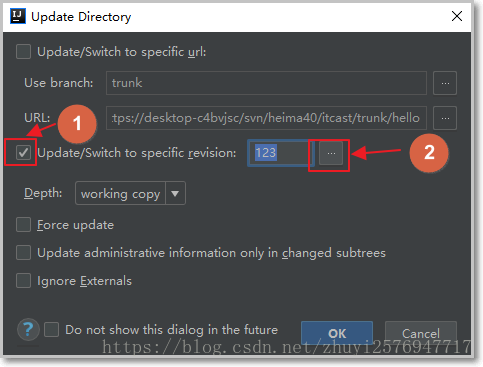 Update Directory
Update/Switch to specific url:
Use branch: trunk ...
URL: tps://desktop-c4bvjsc/svn/heima40/itcast/trunk/hello ...
1
Update/Switch to specific revision: 123 ...
2
Depth: working copy
Force update
Update administrative information only in changed subtrees
Ignore Externals
? Do not show this dialog in the future OK Cancel
https://blog.csdn.net/zhuyi2576947717